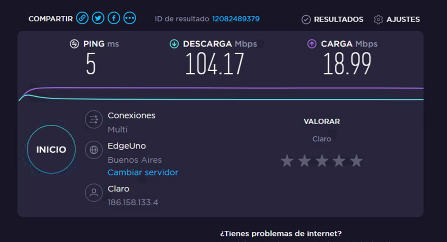 COMPARTIR
ID de resultado 12082489379
RESULTADOS
AJUSTES
PING ms
5
DESCARGA Mbps
104.17
CARGA Mbps
18.99
INICIO
Conexiones
Multi
EdgeUno
Buenos Aires
Cambiar servidor
Claro
186.158.133.4
VALORAR
Claro
¿Tienes problemas de internet?